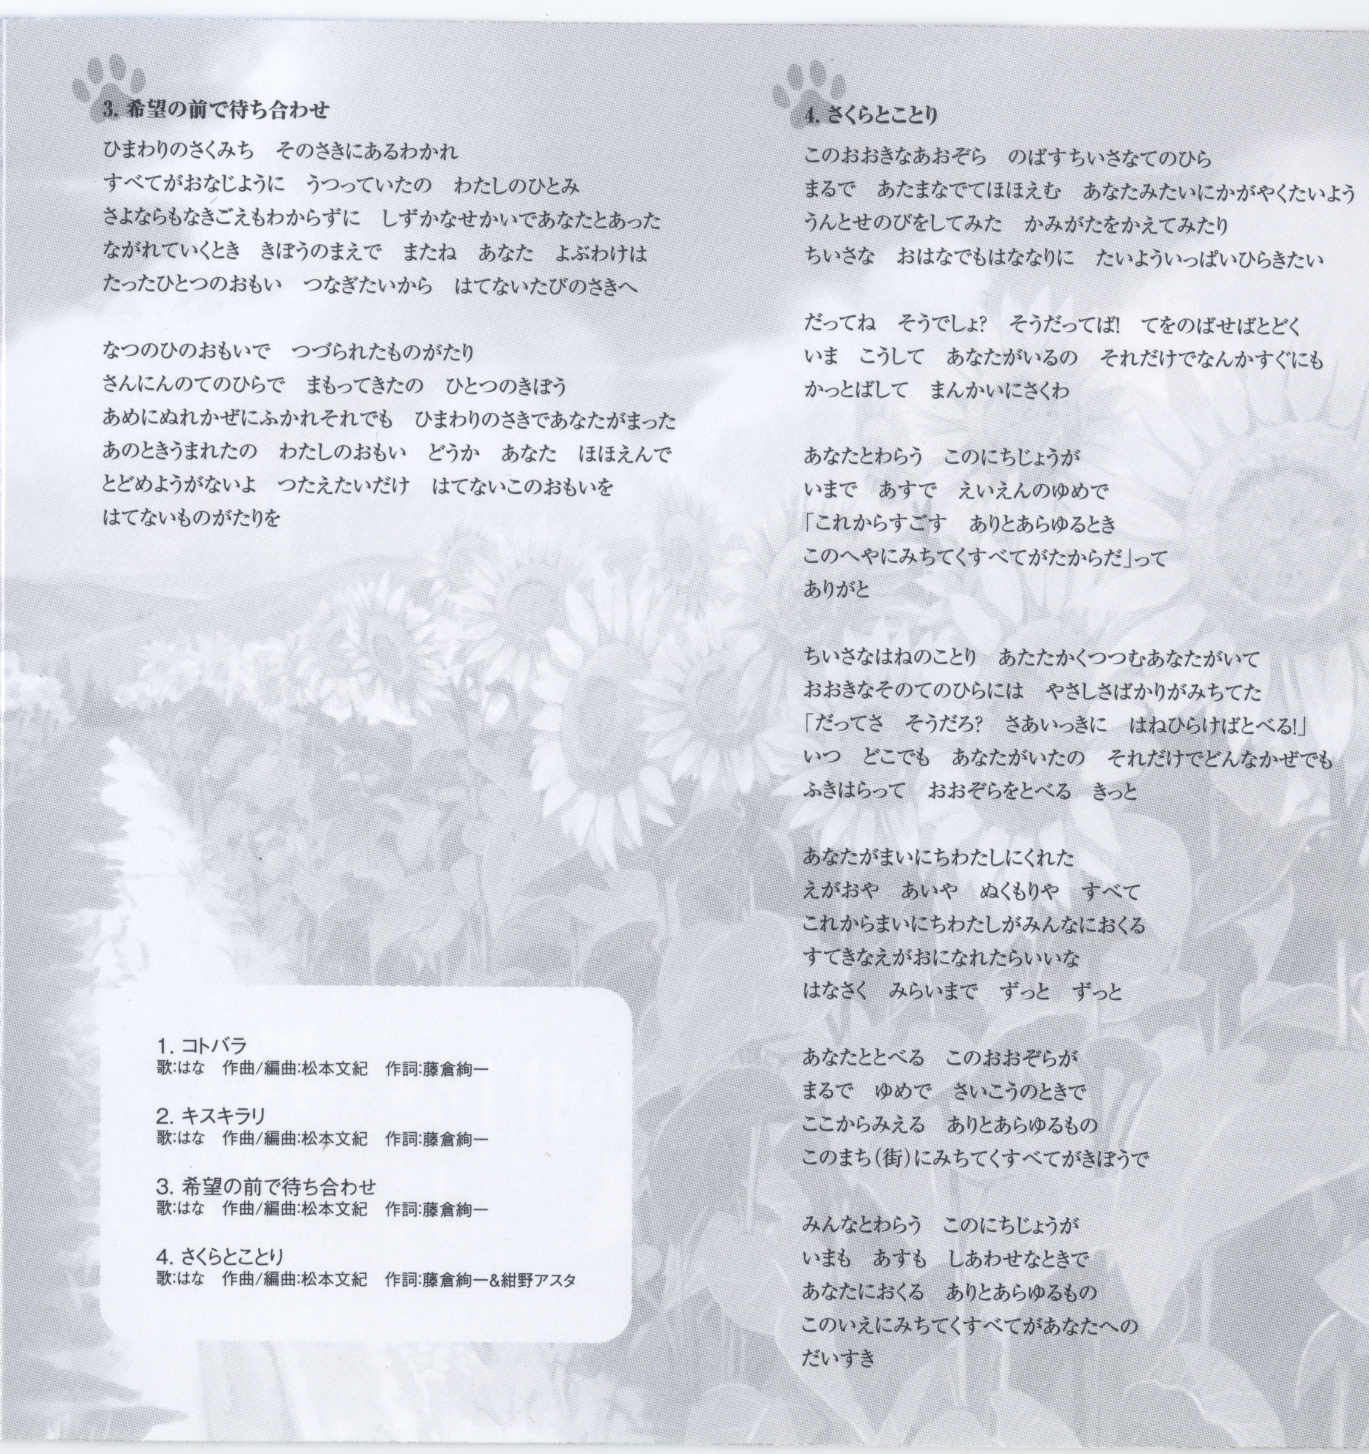 3. 希望の前で待ち合わせ
ひまわりのさくみち　そのさきにあるわかれ
すべてがおなじように　うつっていたの　わたしのひとみ
さよならもなきごえもわからずに　しずかなせかいであなたとあった
ながれていくとき　きぼうのまえで　またね　あなた　よぶわけは
たったひとつのおもい　つなぎたいから　はてないたびのさきへ
なつのひのおもいで　つづられたものがたり
さんにんのてのひらで　まもってきたの　ひとつのきぼう
あめにぬれかぜにふかれそれでも　ひまわりのさきであなたがまった
あのときうまれたの　わたしのおもい　どうか　あなた　ほほえんで
とどめようがないよ　つたえたいだけ　はてないこのおもいを
はてないものがたりを
1. コトバラ
歌:はな　作曲/編曲:松本文紀　作詞:藤倉絢一
2. キスキラリ
歌:はな　作曲/編曲:松本文紀　作詞:藤倉絢一
3. 希望の前で待ち合わせ
歌:はな　作曲/編曲:松本文紀　作詞:藤倉絢一
4. さくらとことり
歌:はな　作曲/編曲:松本文紀　作詞:藤倉絢一&紺野アスタ
4. さくらとことり
このおおきなあおぞら　のばすちいさなてのひら
まるで　あたまなでてほほえむ　あなたみたいにかがやくたいよう
うんとせのびをしてみた　かみがたをかえてみたり
ちいさな　おはなでもはななりに　たいよういっぱいひらきたい
だってね　そうでしょ?　そうだってば!　てをのばせばとどく
いま　こうして　あなたがいるの　それだけでなんかすぐにも
かっとばして　まんかいにさくわ
あなたとわらう　このにちじょうが
いまで　あすで　えいえんのゆめで
「これからすごす　ありとあらゆるとき
このへやにみちてくすべてがたからだ」って
ありがと
ちいさなはねのことり　あたたかくつつむあなたがいて
おおきなそのてのひらには　やさしさばかりがみちてた
「だってさ　そうだろ?　さあいっきに　はねひらけばとべる!」
いつ　どこでも　あなたがいたの　それだけでどんなかぜでも
ふきはらって　おおぞらをとべる　きっと
あなたがまいにちわたしにくれた
えがおや　あいや　ぬくもりや　すべて
これからまいにちわたしがみんなにおくる
すてきなえがおになれたらいいな
はなさく　みらいまで　ずっと　ずっと
あなたととべる　このおおぞらが
まるで　ゆめで　さいこうのときで
ここからみえる　ありとあらゆるもの
このまち(街)にみちてくすべてがきぼうで
みんなとわらう　このにちじょうが
いまも　あすも　しあわせなときで
あなたにおくる　ありとあらゆるもの
このいえにみちてくすべてがあなたへの
だいすき